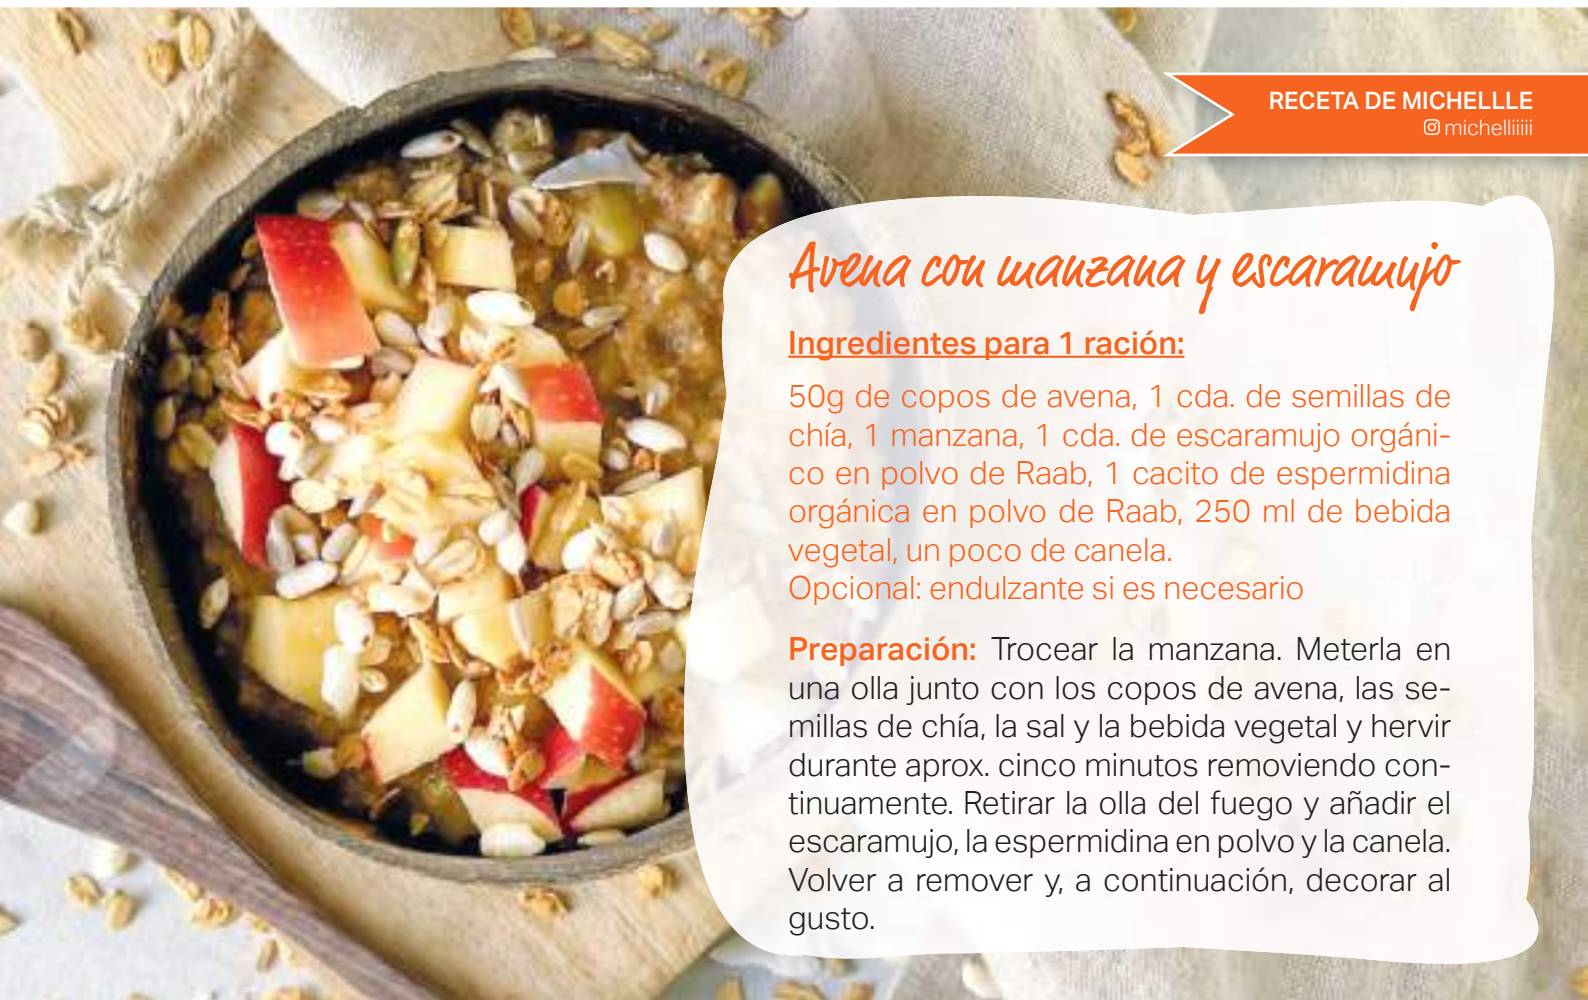 RECETA DE MICHELLLE
michelliiiii
Avena con manzana y escaramujo
Ingredientes para 1 ración:
50g de copos de avena, 1 cda. de semillas de
chía, 1 manzana, 1 cda. de escaramujo orgáni-
co en polvo de Raab, 1 cacito de espermidina
orgánica en polvo de Raab, 250 ml de bebida
vegetal, un poco de canela.
Opcional: endulzante si es necesario
Preparación: Trocear la manzana. Meterla en
una olla junto con los copos de avena, las se-
millas de chía, la sal y la bebida vegetal y hervir
durante aprox. cinco minutos removiendo con-
tinuamente. Retirar la olla del fuego y añadir el
escaramujo, la espermidina en polvo y la canela.
Volver a remover y, a continuación, decorar al
gusto.